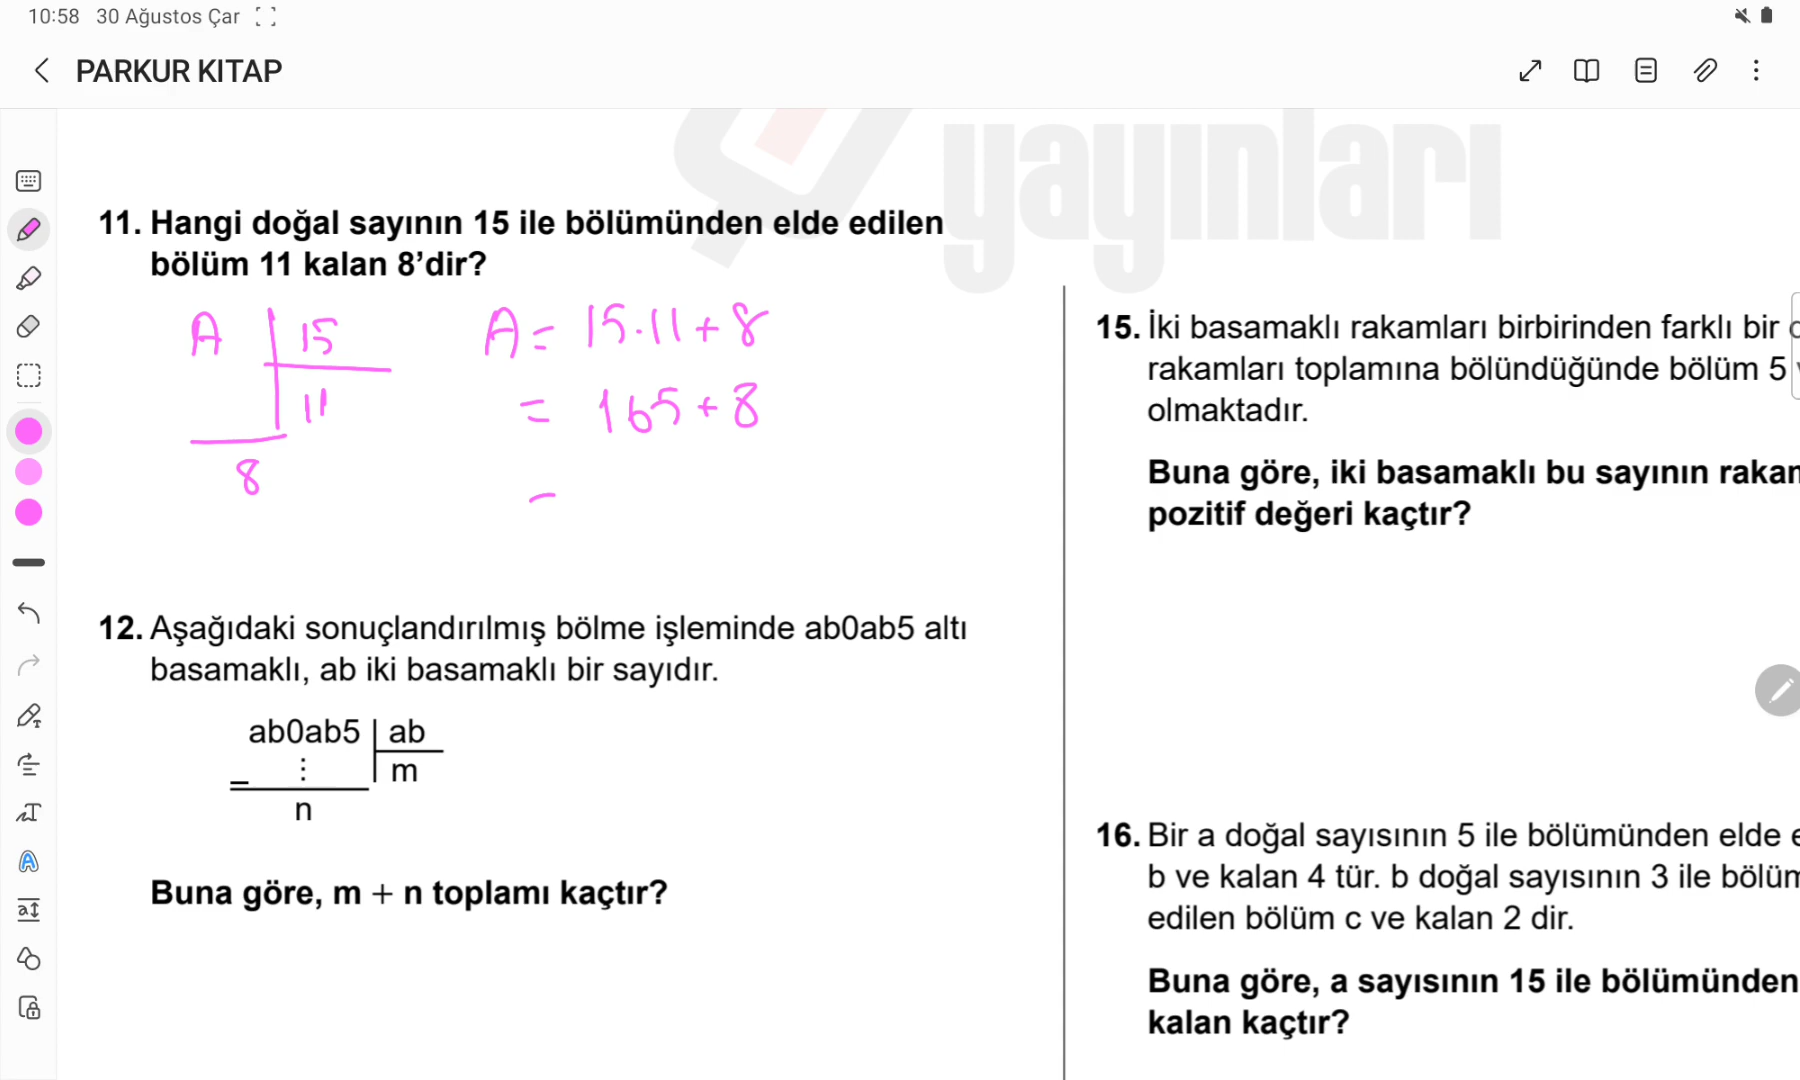 10:58 30 Ağustos Çar
PARKUR KİTAP
yayınları
11. Hangi doğal sayının 15 ile bölümünden elde edilen
bölüm 11 kalan 8’dir?
A 15
11
8
A = 15.11+8
= 165+8
12. Aşağıdaki sonuçlandırılmış bölme işleminde ab0ab5 altı
basamaklı, ab iki basamaklı bir sayıdır.
ab0ab5 | ab
⋮ m
–
n
Buna göre, m + n toplamı kaçtır?
15. İki basamaklı rakamları birbirinden farklı bir
rakamları toplamına bölündüğünde bölüm 5
olmaktadır.
Buna göre, iki basamaklı bu sayının rakam
pozitif değeri kaçtır?
16. Bir a doğal sayısının 5 ile bölümünden elde e
b ve kalan 4 tür. b doğal sayısının 3 ile bölüm
edilen bölüm c ve kalan 2 dir.
Buna göre, a sayısının 15 ile bölümünden
kalan kaçtır?